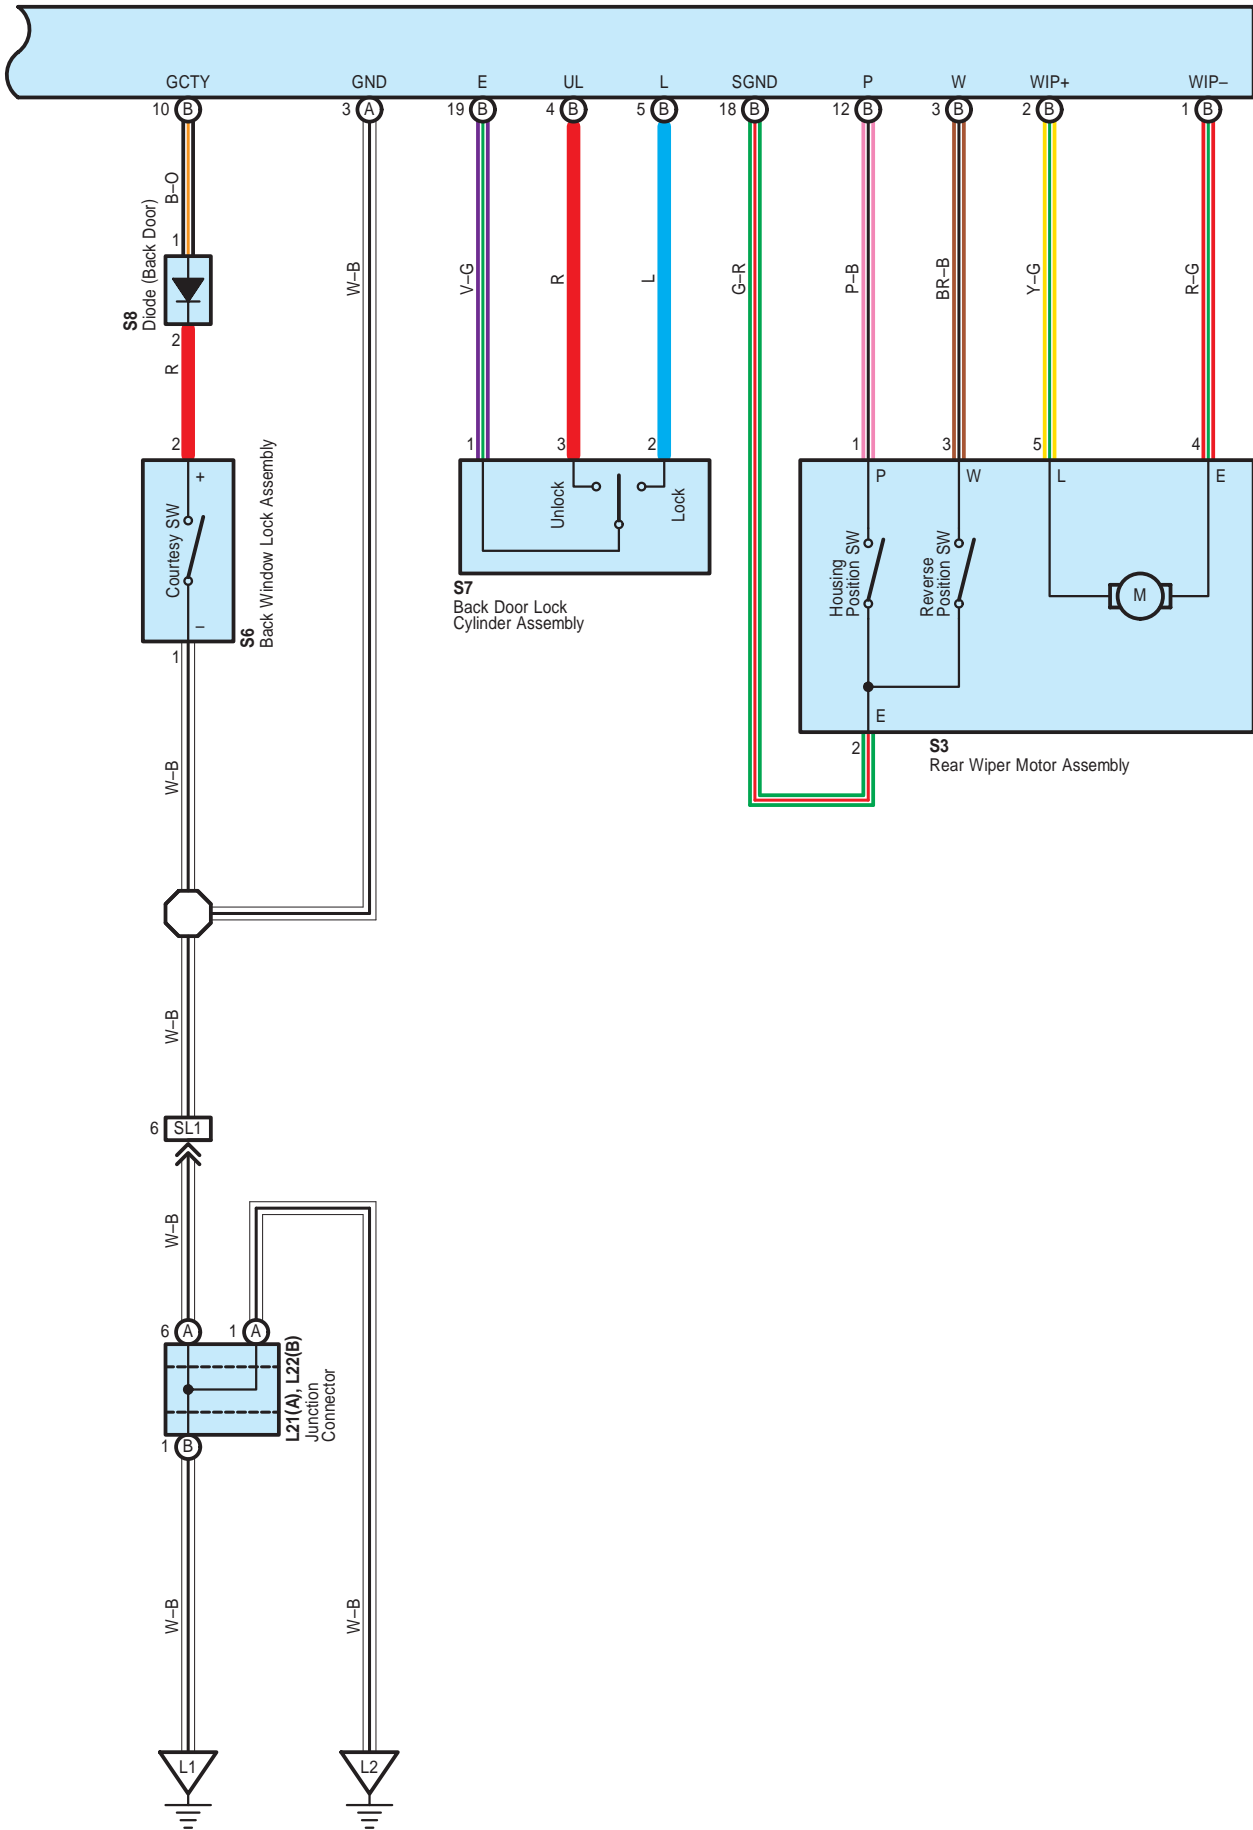 GCTY GND E UL L SGND P W WIP+ WIP–
10 B 3 A 19 B 4 B 5 B 18 B 12 B 3 B 2 B 1 B
B–O
W–B
V–G
R
L
G–R
P–B
BR–B
Y–G
R–G
1
S8
Diode (Back Door)
2
R
2
+
Courtesy SW
–
1
S6
Back Window Lock Assembly
1 3 2
Unlock
Lock
S7
Back Door Lock
Cylinder Assembly
1 3 5 4
P W L E
Housing
Position SW
Reverse
Position SW
M
E
2
S3
Rear Wiper Motor Assembly
W–B
W–B
6 SL1
W–B
6 A 1 A
L21(A), L22(B)
Junction
Connector
1 B
W–B
W–B
L1 L2